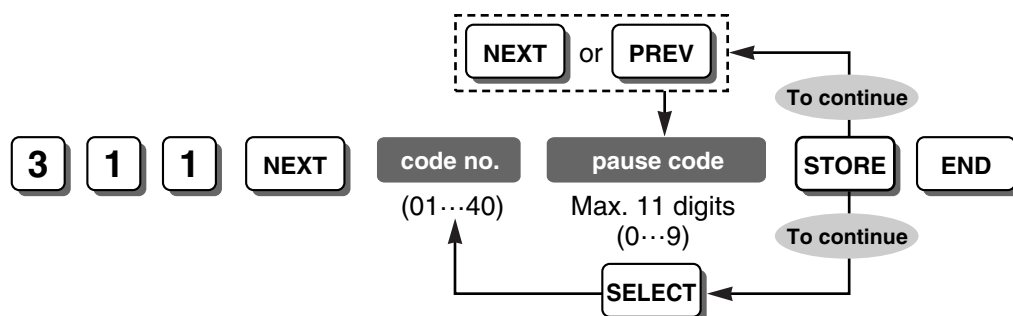 NEXT or PREV
To continue
3 1 1 NEXT code no. pause code STORE END
(01···40) Max. 11 digits
(0···9)
To continue
SELECT